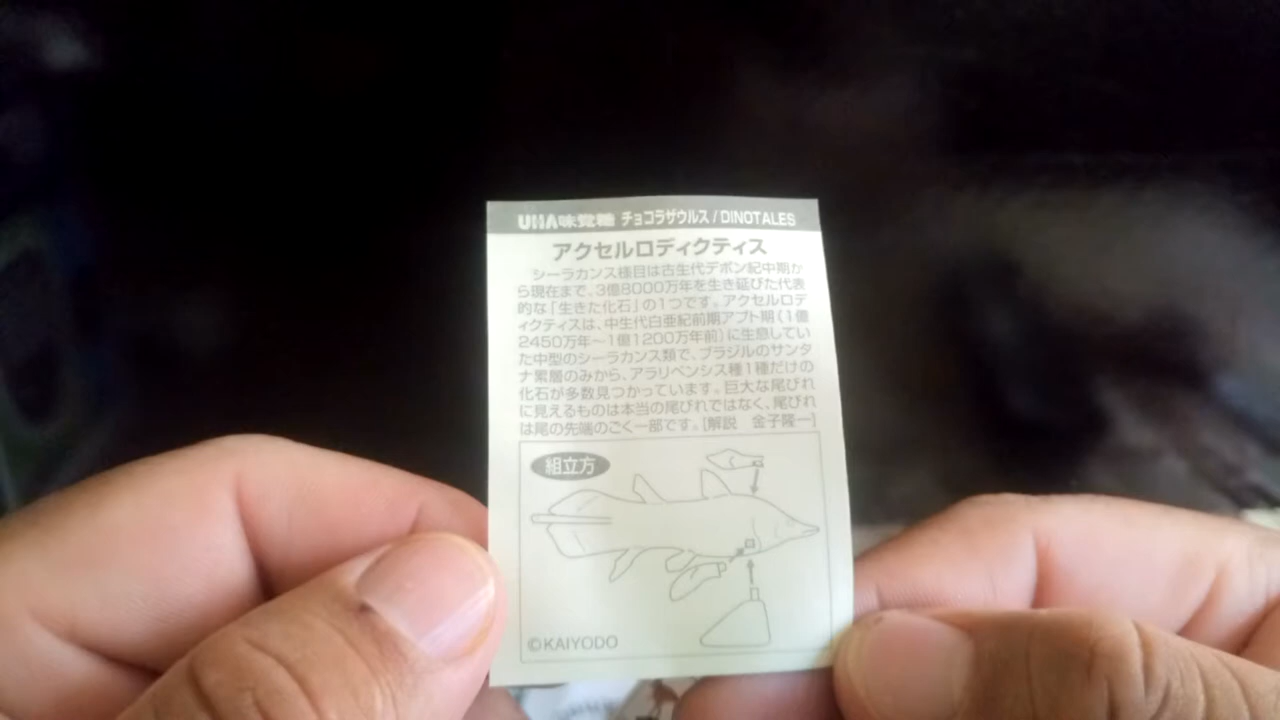 UHA味覚糖 チョコラザウルス / DINOTALES
アクセルロディクティス
シーラカンス様目は古生代デボン紀中期か
ら現在まで、3億8000万年を生き延びた代表
的な「生きた化石」の1つです。アクセルロデ
ィクティスは、中生代白亜紀前期アプト期(1億
2450万年〜1億1200万年前)に生息してい
た中型のシーラカンス類で、ブラジルのサンタ
ナ累層のみから、アラリペンシス種1種だけの
化石が多数見つかっています。巨大な尾びれ
に見えるものは本当の尾びれではなく、尾びれ
は尾の先端のごく一部です。[解説 金子隆一]
組立方
©KAIYODO